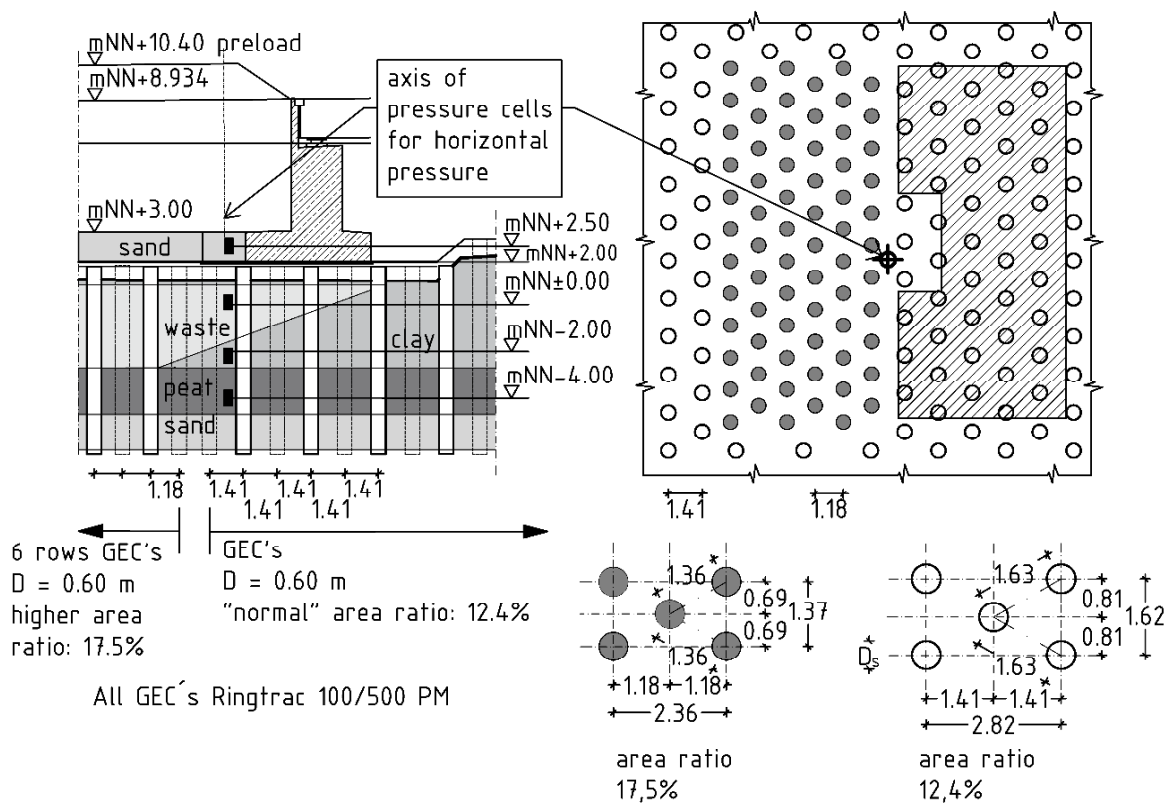 mNN+10.40 preload
mNN+8.934
axis of
pressure cells
for horizontal
pressure
mNN+3.00
mNN+2.50
mNN+2.00
mNN±0.00
mNN-2.00
mNN-4.00
sand
waste
clay
peat
sand
1.18
1.41
1.41
1.41
1.41
1.41
6 rows GEC's
D = 0.60 m
higher area
ratio: 17.5%
GEC's
D = 0.60 m
"normal" area ratio: 12.4%
All GEC´s Ringtrac 100/500 PM
1.41
1.18
1.36
0.69
1.37
0.69
1.36
1.18
1.18
2.36
area ratio
17,5%
1.63
0.81
1.62
0.81
Ds
1.63
1.41
1.41
2.82
area ratio
12,4%